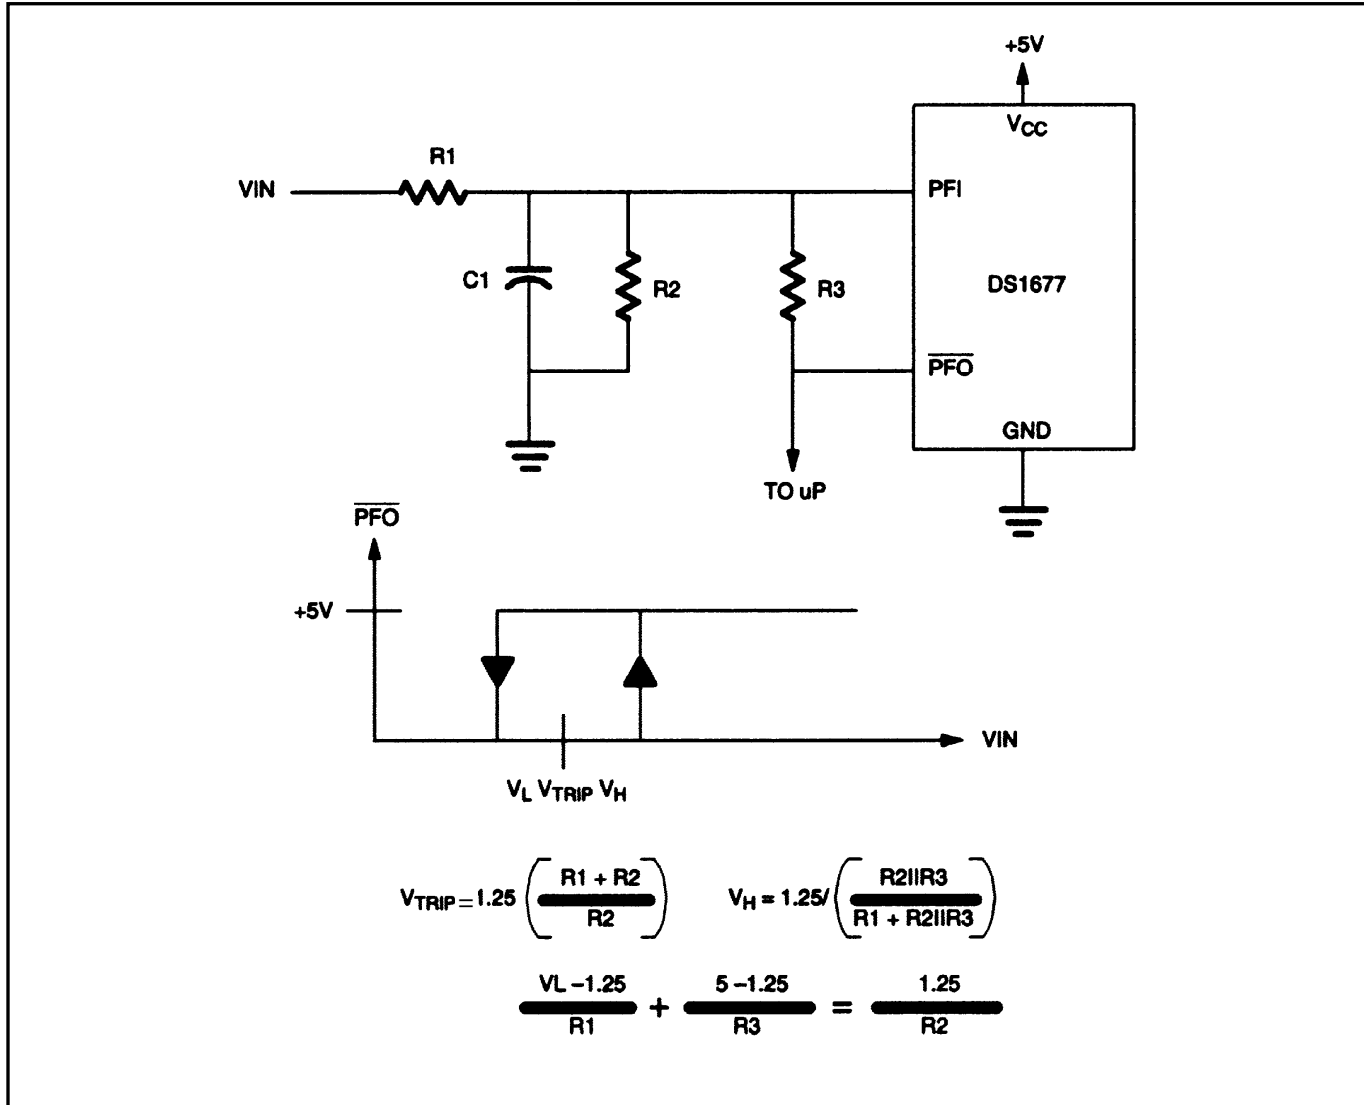 +5V
VCC
R1
VIN
PFI
C1
R2
R3
DS1677
PFO
GND
TO uP
PFO
+5V
VIN
VL VTRIP VH
VTRIP = 1.25 ( R1 + R2 / R2 )
VH = 1.25/ ( R2IIR3 / R1 + R2IIR3 )
VL –1.25 / R1 + 5 –1.25 / R3 = 1.25 / R2